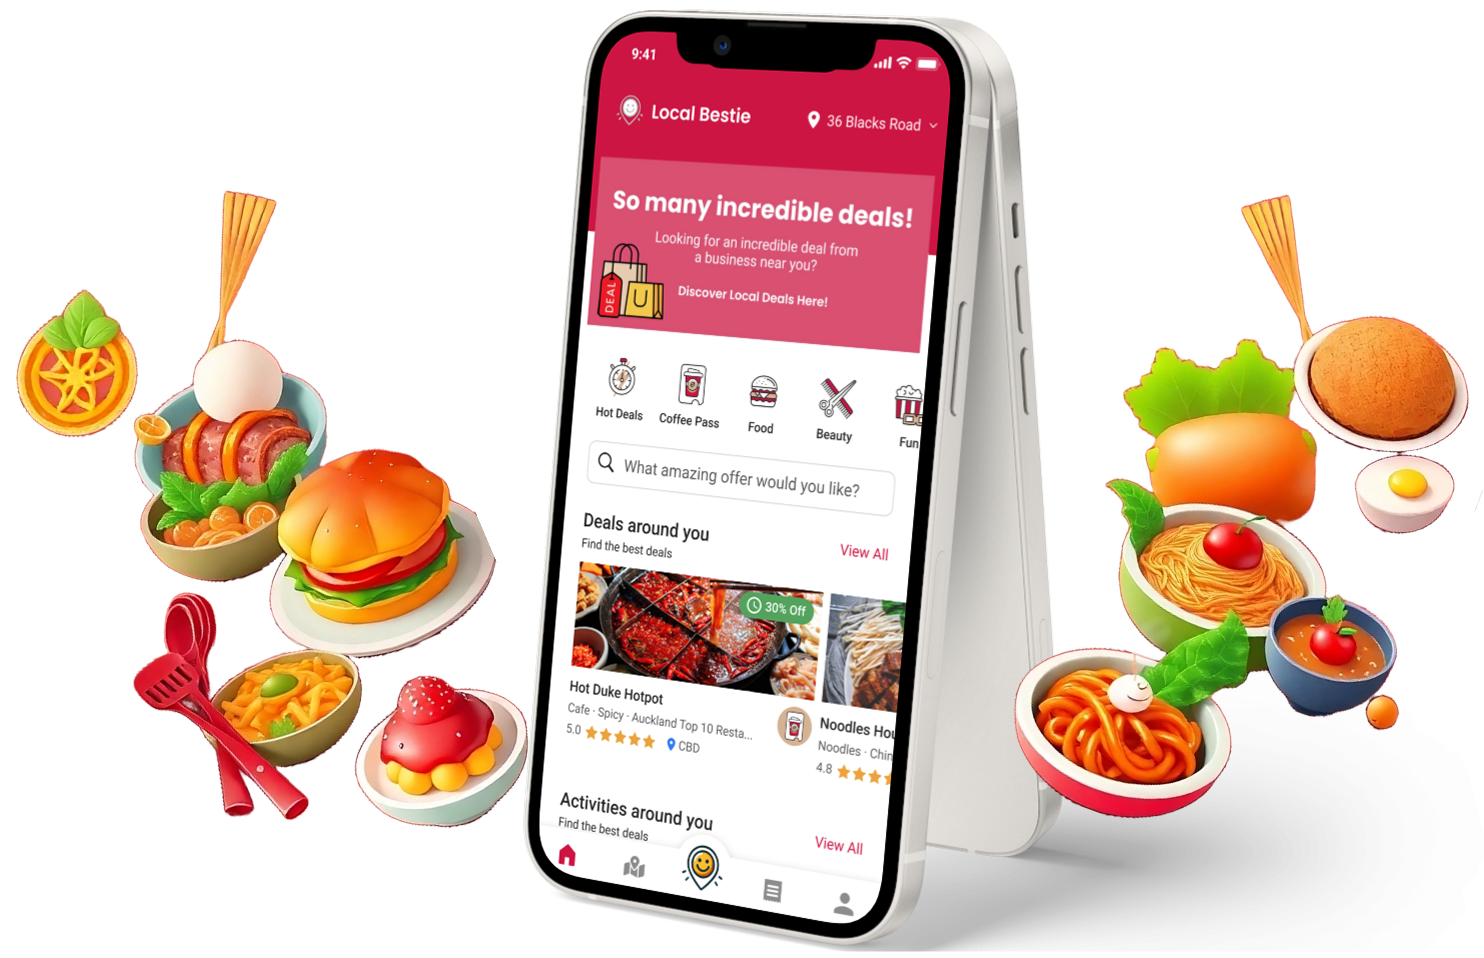 9:41
Local Bestie
36 Blacks Road
So many incredible deals!
Looking for an incredible deal from
a business near you?
DEAL
Discover Local Deals Here!
Hot Deals
Coffee Pass
Food
Beauty
Fun
What amazing offer would you like?
Deals around you
Find the best deals
View All
30% Off
Hot Duke Hotpot
Cafe · Spicy · Auckland Top 10 Resta...
5.0
CBD
Noodles Hou
Noodles · Chin
4.8
Activities around you
Find the best deals
View All